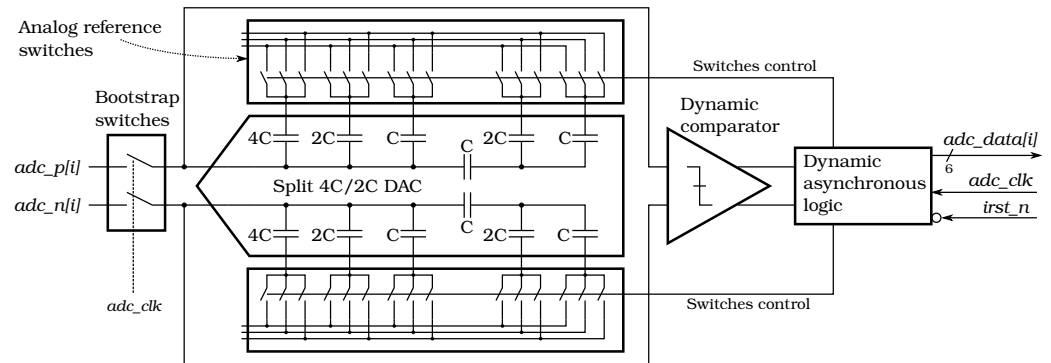 Analog reference
switches
Switches control
Bootstrap
switches
Dynamic
comparator
4C
2C
C
C
2C
C
adc_p[i]
adc_n[i]
Split 4C/2C DAC
Dynamic
asynchronous
logic
adc_data[i]
6
adc_clk
irst_n
4C
2C
C
C
2C
C
adc_clk
Switches control